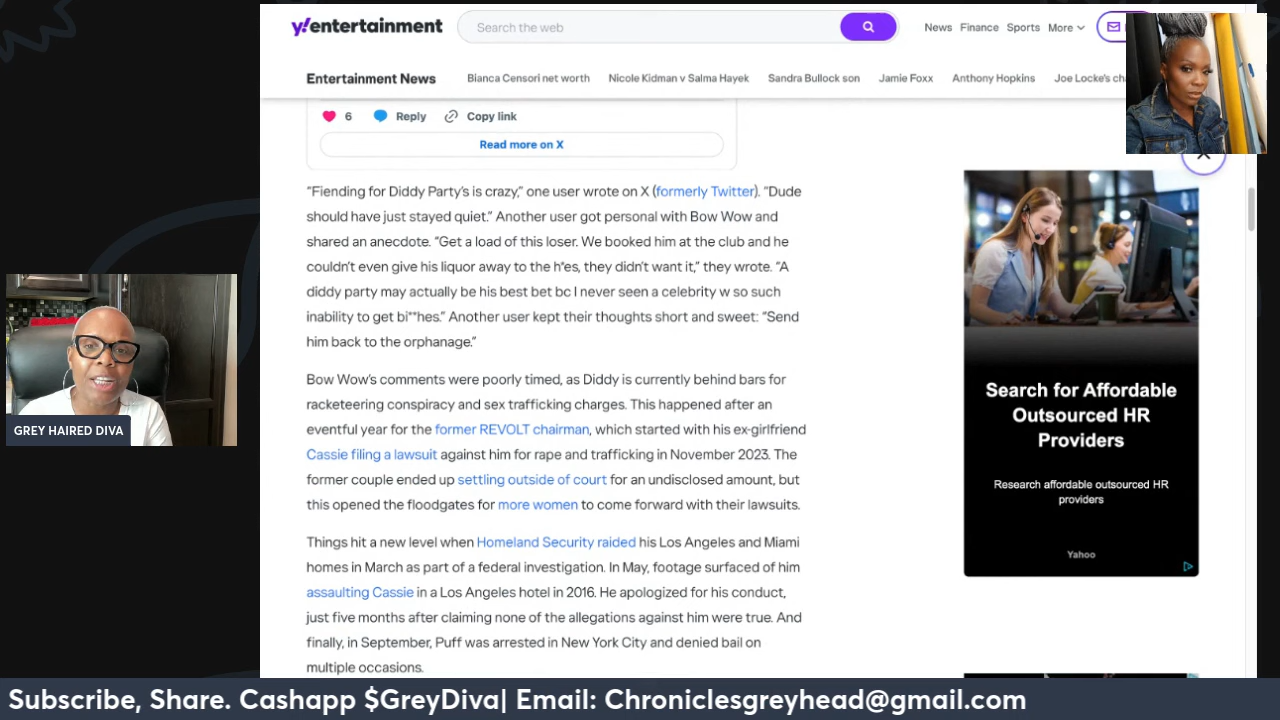 y!entertainment
Search the web
News Finance Sports More
Entertainment News
Bianca Censori net worth Nicole Kidman v Salma Hayek Sandra Bullock son Jamie Foxx Anthony Hopkins Joe Locke's
6 Reply Copy link
Read more on X
“Fiending for Diddy Party’s is crazy,” one user wrote on X (formerly Twitter). “Dude
should have just stayed quiet.” Another user got personal with Bow Wow and
shared an anecdote. “Get a load of this loser. We booked him at the club and he
couldn’t even give his liquor away to the h*es, they didn’t want it,” they wrote. “A
diddy party may actually be his best bet bc I never seen a celebrity w so such
inability to get bi**hes.” Another user kept their thoughts short and sweet: “Send
him back to the orphanage.”
Bow Wow’s comments were poorly timed, as Diddy is currently behind bars for
racketeering conspiracy and sex trafficking charges. This happened after an
eventful year for the former REVOLT chairman, which started with his ex-girlfriend
Cassie filing a lawsuit against him for rape and trafficking in November 2023. The
former couple ended up settling outside of court for an undisclosed amount, but
this opened the floodgates for more women to come forward with their lawsuits.
Things hit a new level when Homeland Security raided his Los Angeles and Miami
homes in March as part of a federal investigation. In May, footage surfaced of him
assaulting Cassie in a Los Angeles hotel in 2016. He apologized for his conduct,
just five months after claiming none of the allegations against him were true. And
finally, in September, Puff was arrested in New York City and denied bail on
multiple occasions.
Search for Affordable
Outsourced HR
Providers
Research affordable outsourced HR
providers
Yahoo
GREY HAIRED DIVA
Subscribe, Share. Cashapp $GreyDiva| Email: Chroniclesgreyhead@gmail.com